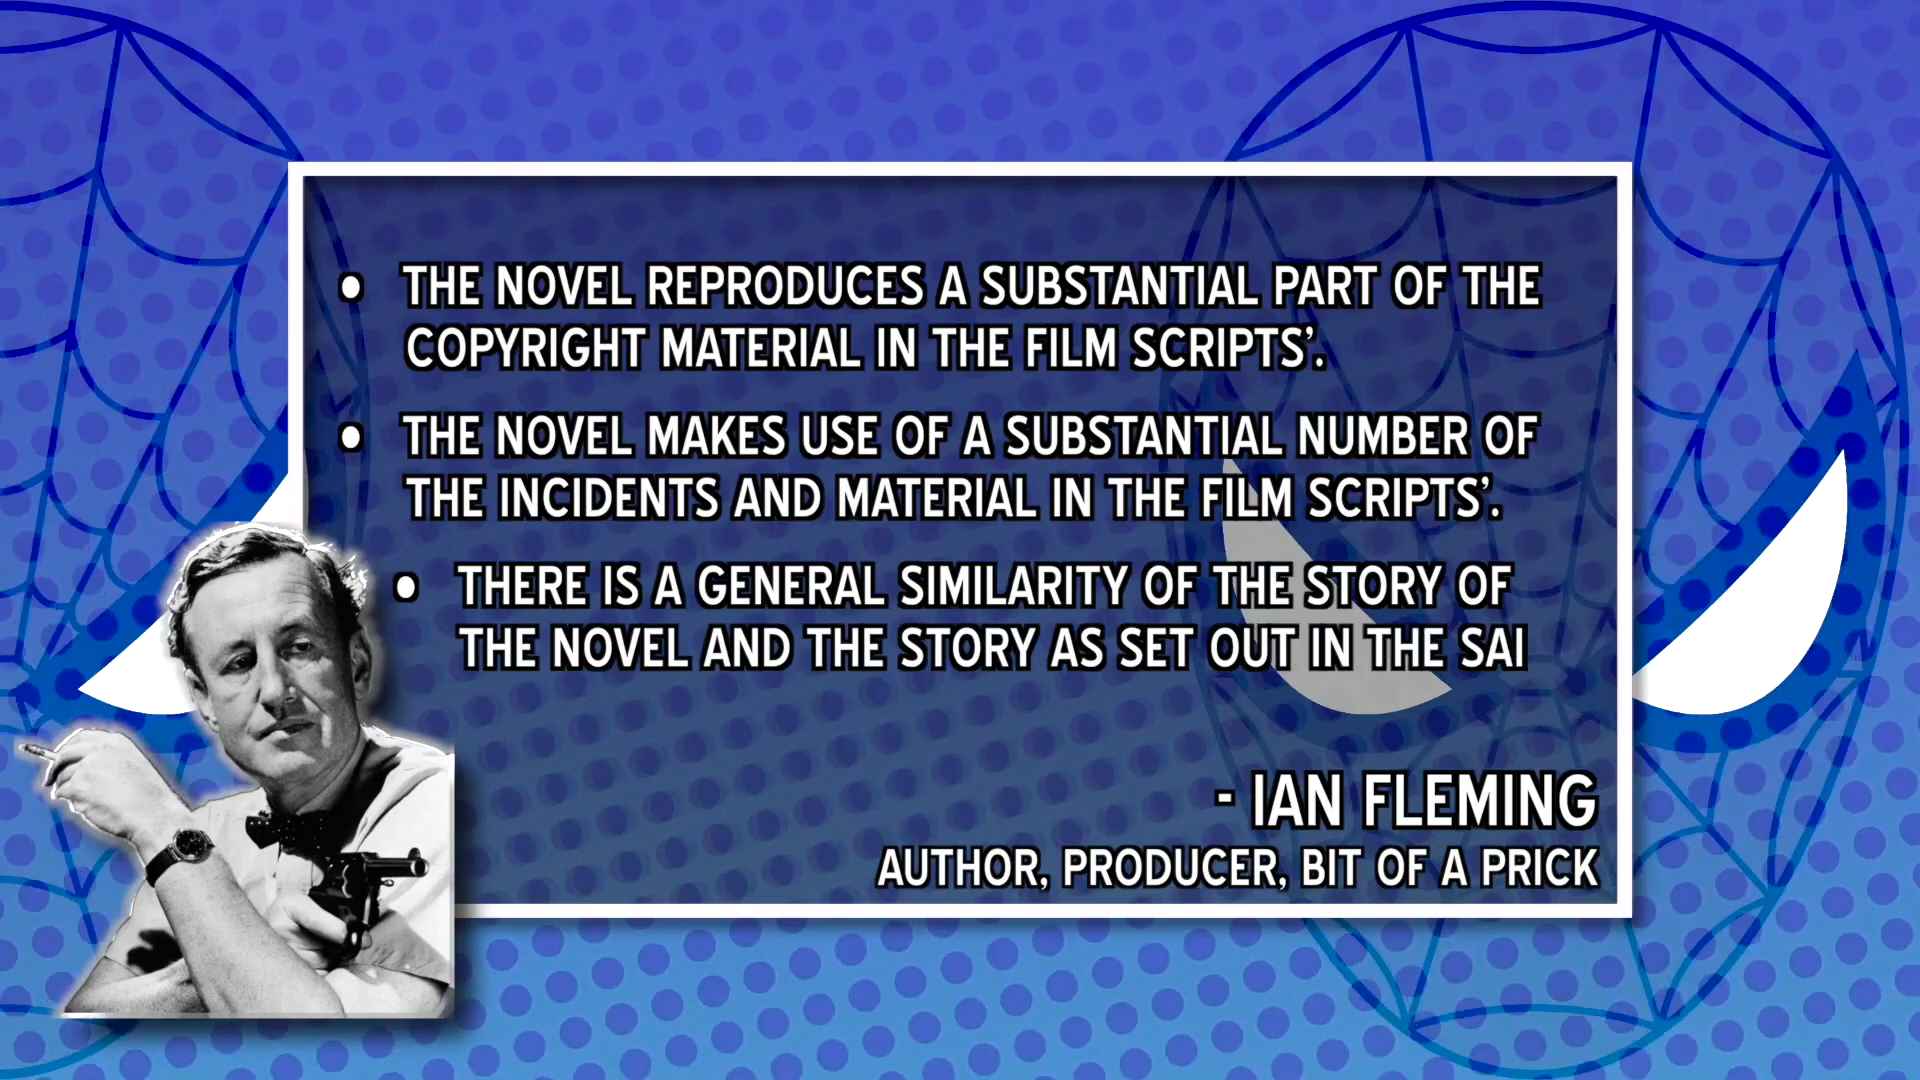 • THE NOVEL REPRODUCES A SUBSTANTIAL PART OF THE
COPYRIGHT MATERIAL IN THE FILM SCRIPTS’.
• THE NOVEL MAKES USE OF A SUBSTANTIAL NUMBER OF
THE INCIDENTS AND MATERIAL IN THE FILM SCRIPTS’.
• THERE IS A GENERAL SIMILARITY OF THE STORY OF
THE NOVEL AND THE STORY AS SET OUT IN THE SAI
- IAN FLEMING
AUTHOR, PRODUCER, BIT OF A PRICK